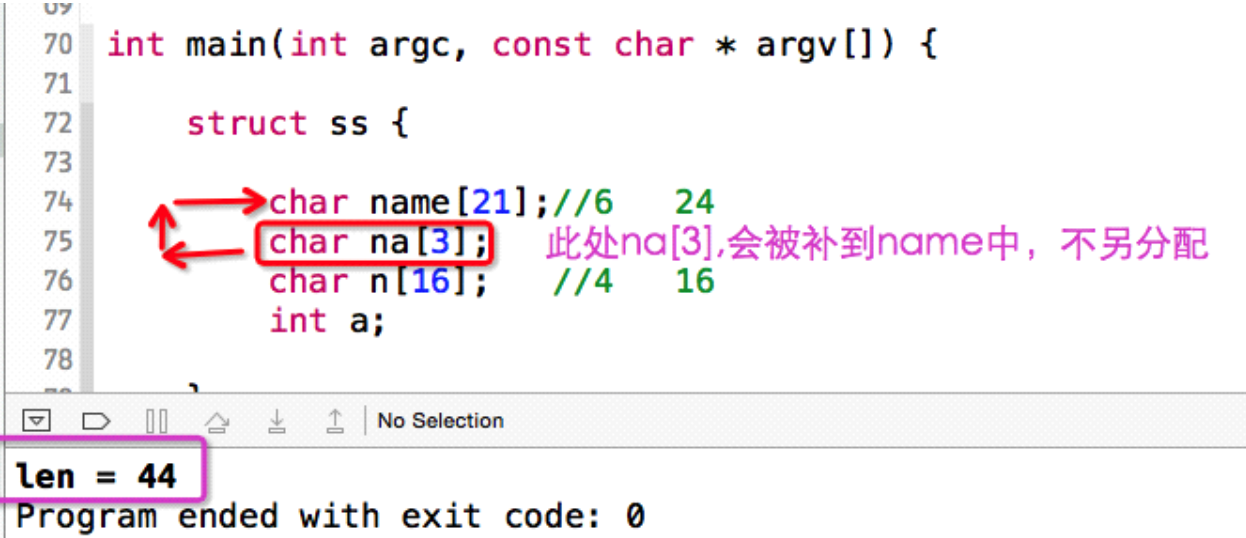 70 int main(int argc, const char * argv[]) {
71
72 struct ss {
73
74 char name[21];//6 24
75 char na[3]; 此处na[3],会被补到name中，不另分配
76 char n[16]; //4 16
77 int a;
78
No Selection
len = 44
Program ended with exit code: 0